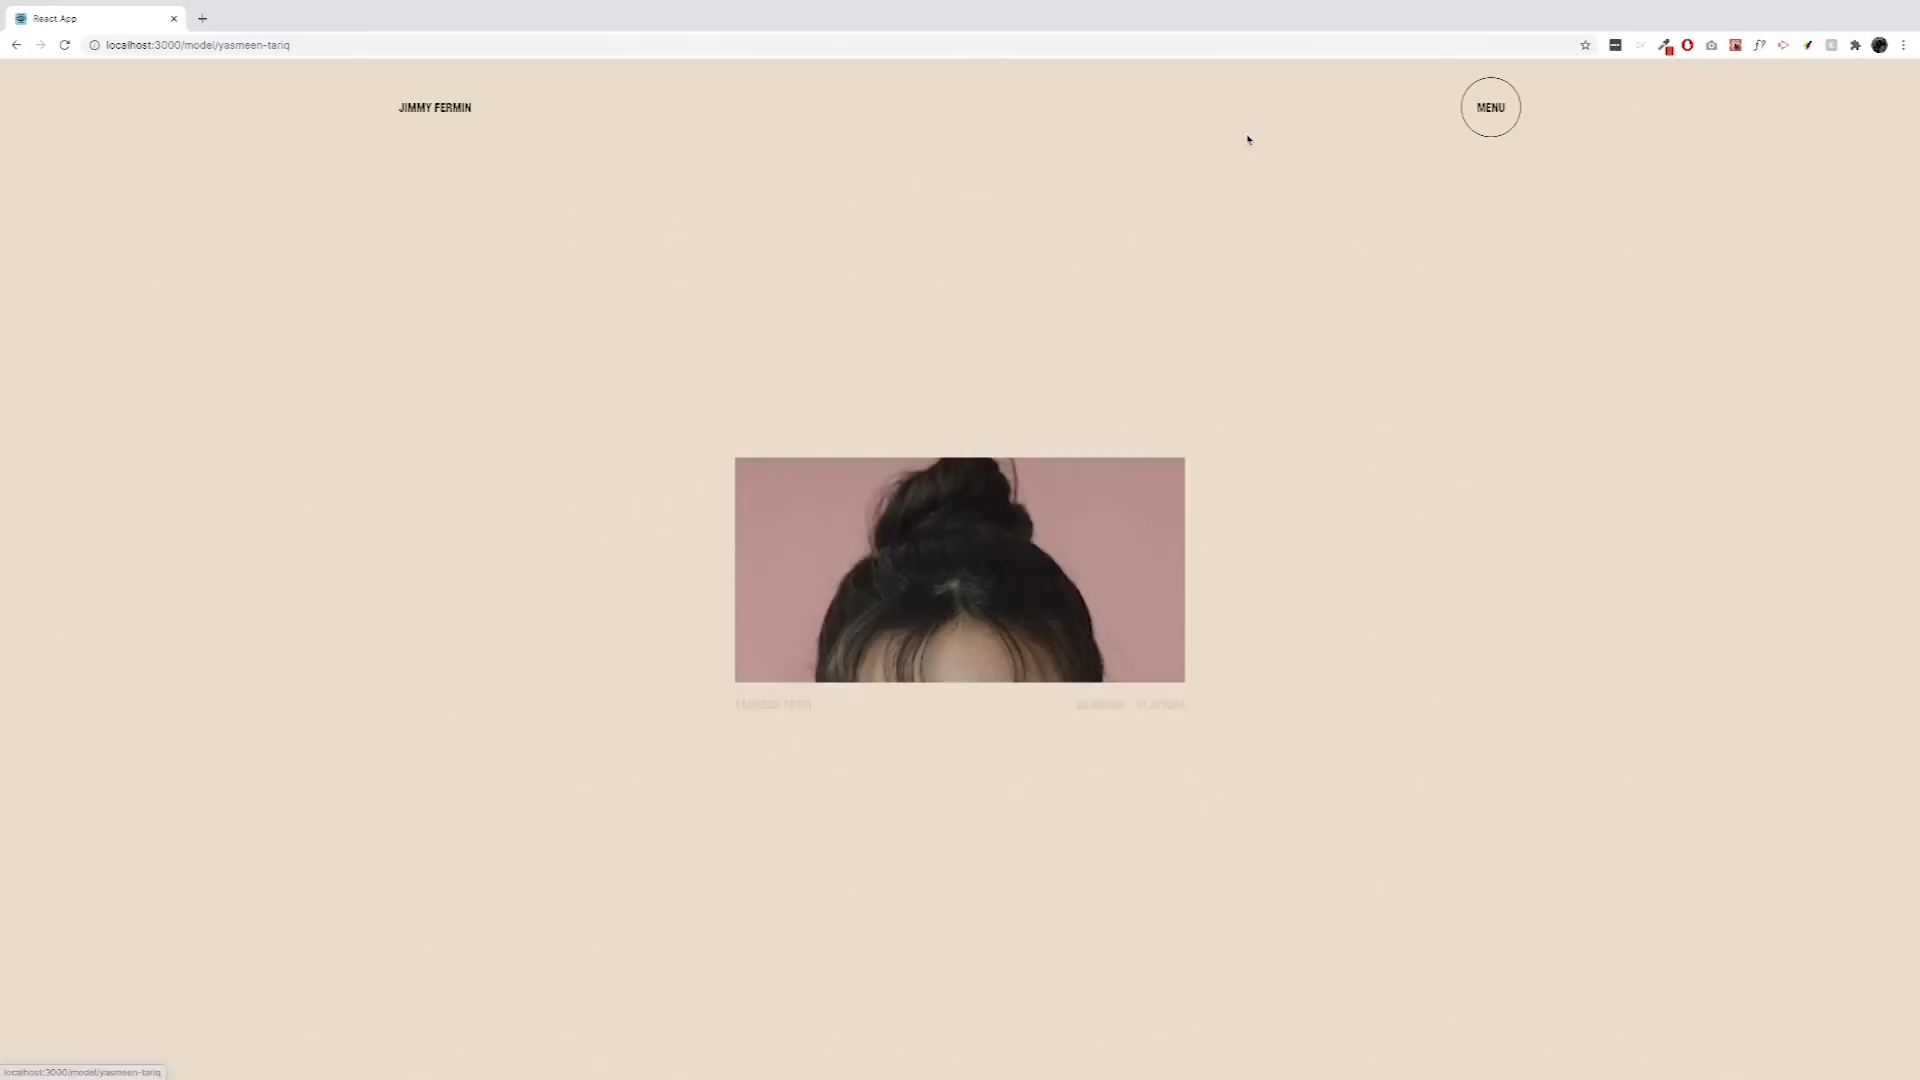 React App
localhost:3000/model/yasmeen-tariq
JIMMY FERMIN
MENU
localhost:3000/model/yasmeen-tariq